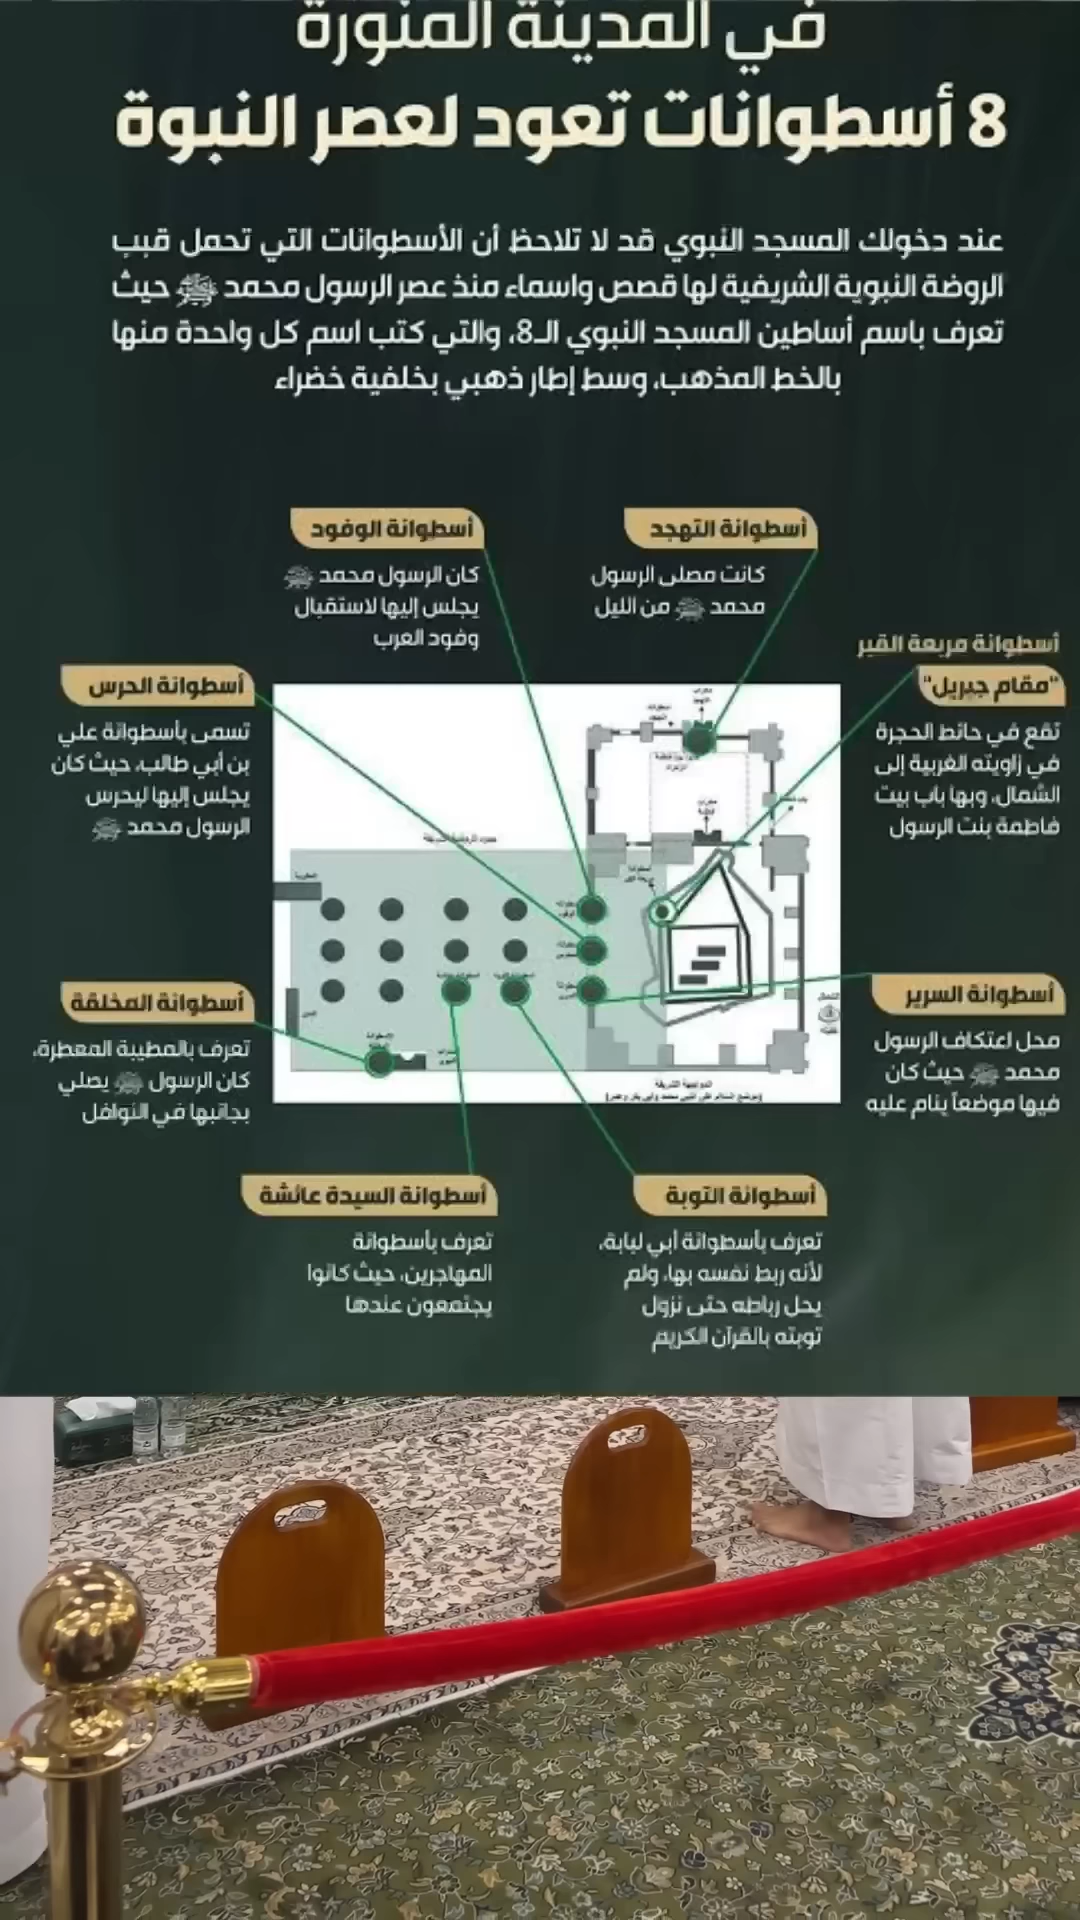 في المدينة المنورة
8 أسطوانات تعود لعصر النبوة
عند دخولك المسجد النبوي قد لا تلاحظ أن الأسطوانات التي تحمل قبب
الروضة النبوية الشريفية لها قصص واسماء منذ عصر الرسول محمد ﷺ حيث
تعرف باسم أساطين المسجد النبوي الـ8، والتي كتب اسم كل واحدة منها
بالخط المذهب، وسط إطار ذهبي بخلفية خضراء
أسطوانة التهجد
كانت مصلى الرسول
محمد ﷺ من الليل
أسطوانة الوفود
كان الرسول محمد ﷺ
يجلس إليها لاستقبال
وفود العرب
أسطوانة مربعة القبر
"مقام جبريل"
تقع في حائط الحجرة
في زاويته الغربية إلى
الشمال، وبها باب بيت
فاطمة بنت الرسول
أسطوانة الحرس
تسمى بأسطوانة علي
بن أبي طالب، حيث كان
يجلس إليها ليحرس
الرسول محمد ﷺ
أسطوانة السرير
محل اعتكاف الرسول
محمد ﷺ حيث كان
فيها موضعاً ينام عليه
أسطوانة المخلقة
تعرف بالمطيبة المعطرة،
كان الرسول ﷺ يصلي
بجانبها في النوافل
المواجهة الشريفة
أسطوانة التوبة
تعرف بأسطوانة أبي لبابة،
لأنه ربط نفسه بها، ولم
يحل رباطه حتى نزول
توبته بالقرآن الكريم
أسطوانة السيدة عائشة
تعرف بأسطوانة
المهاجرين، حيث كانوا
يجتمعون عندها